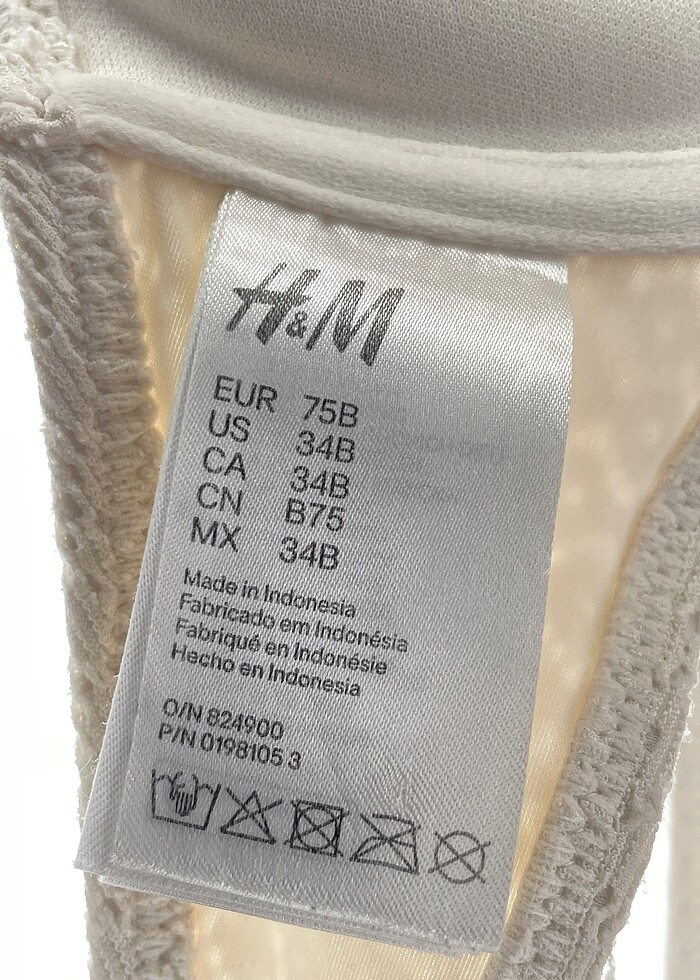 H&M
EUR 75B
US 34B
CA 34B
CN B75
MX 34B
Made in Indonesia
Fabricado em Indonésia
Fabriqué en Indonésie
Hecho en Indonesia
O/N 824900
P/N 0198105 3